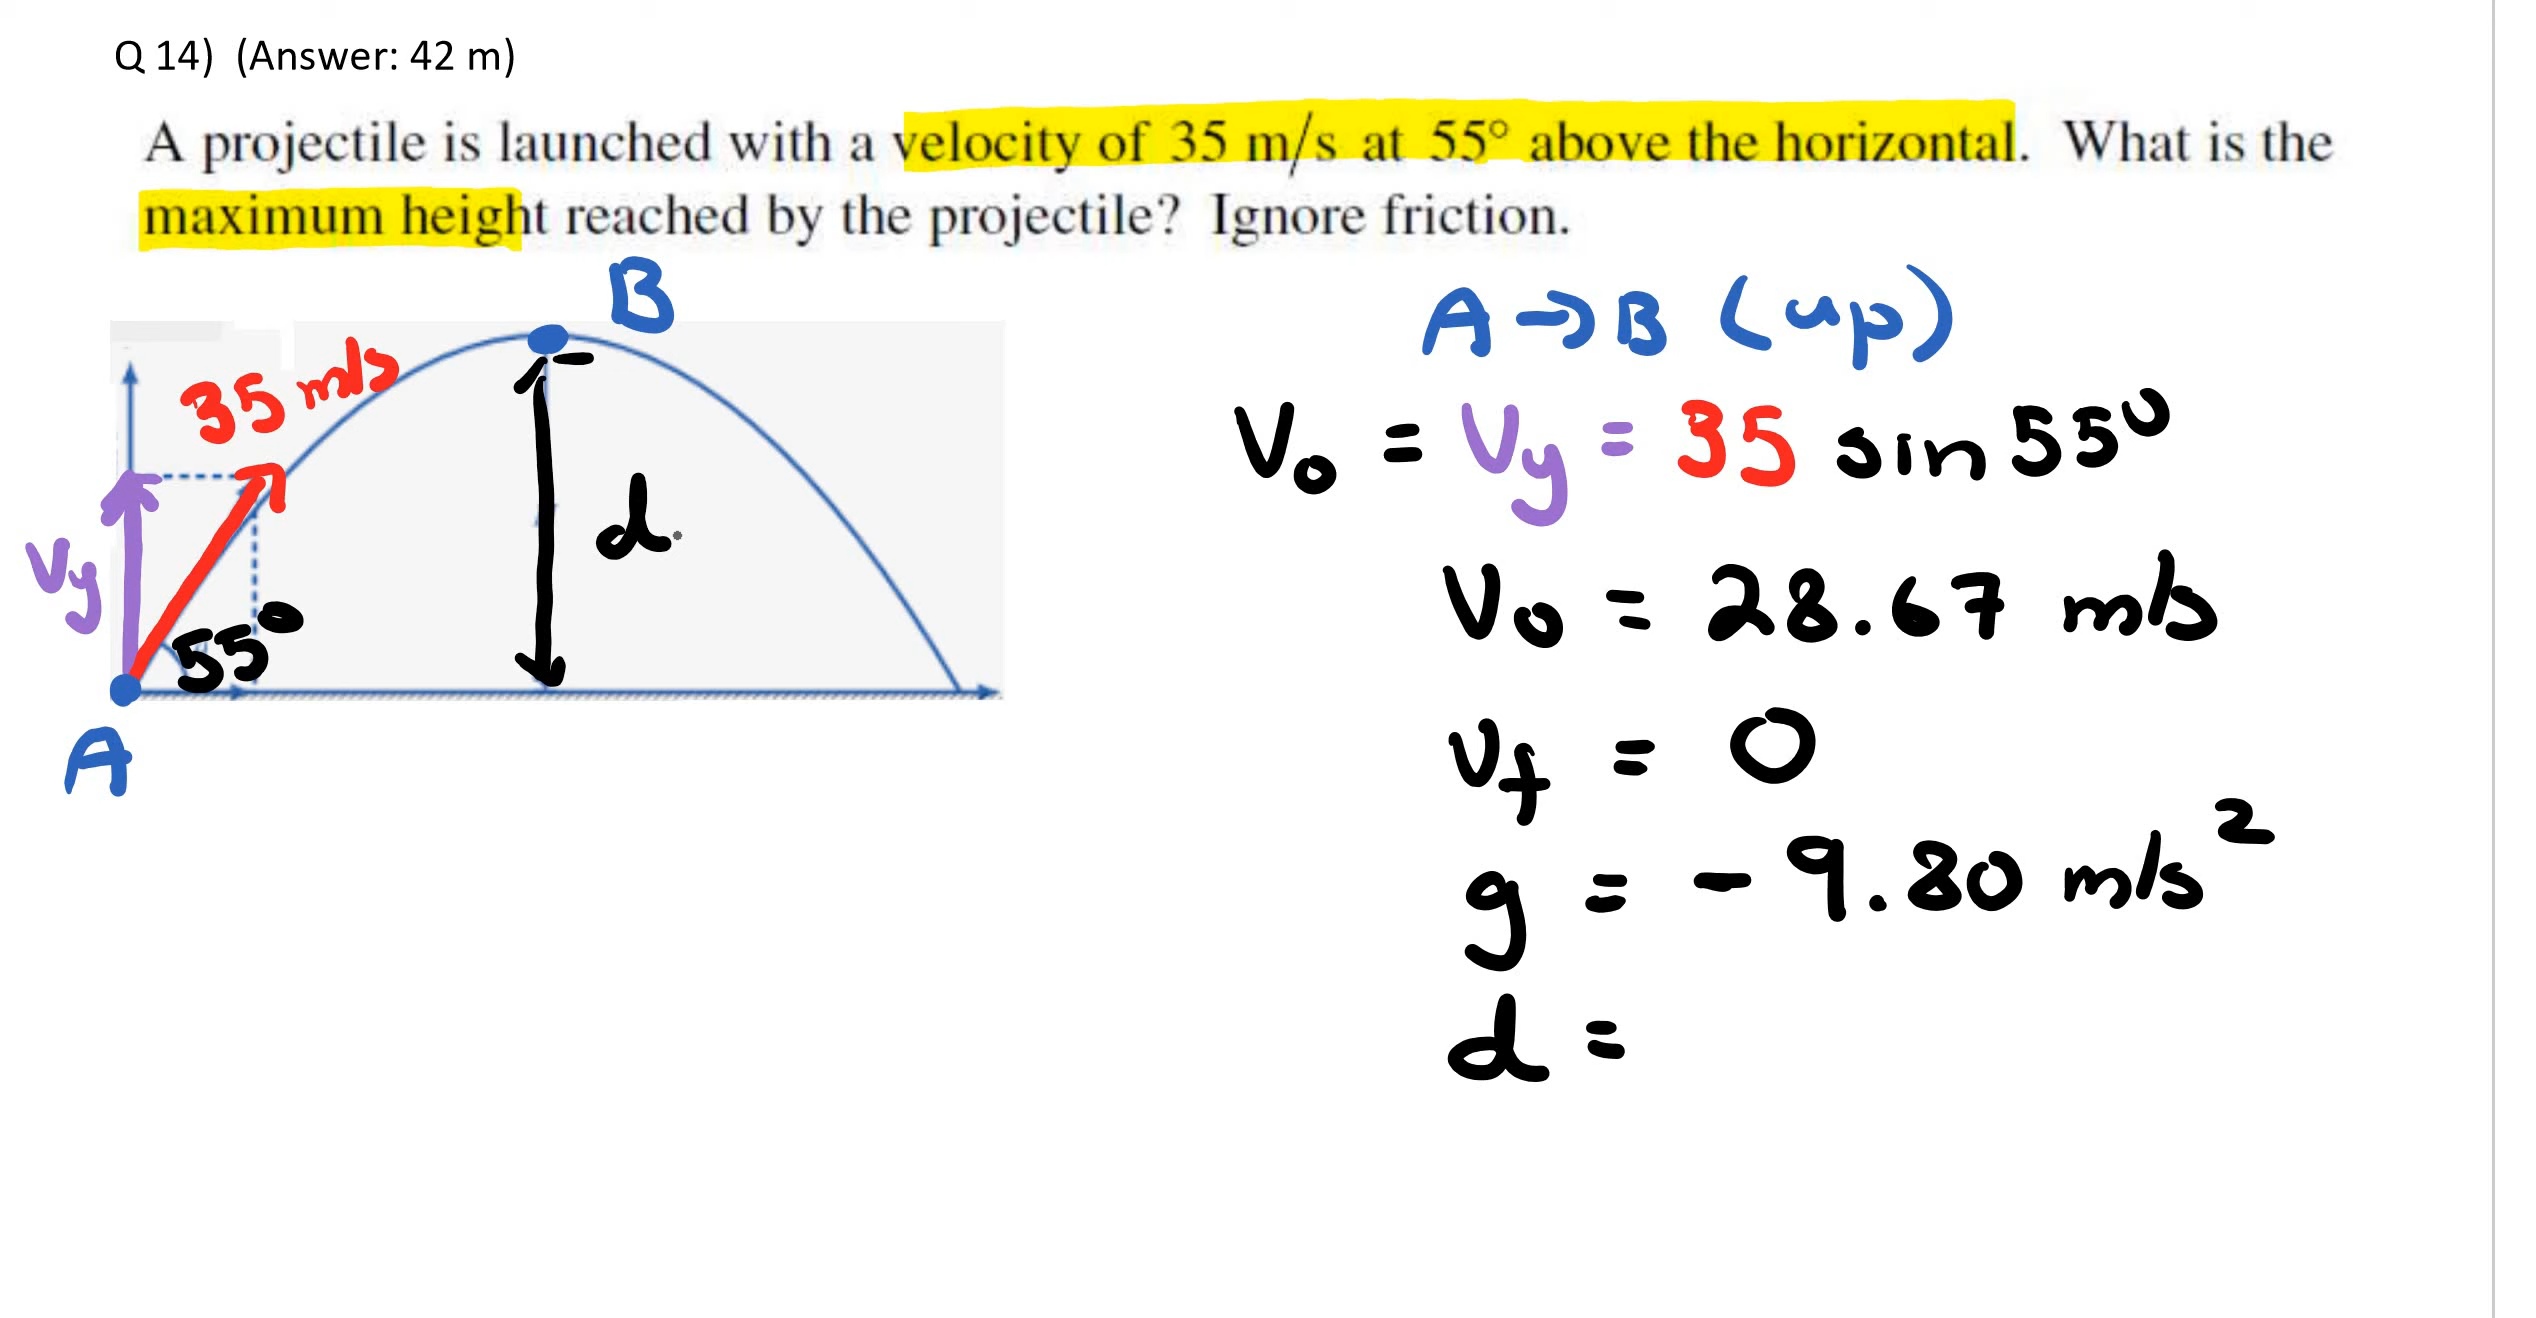 Q 14) (Answer: 42 m)
A projectile is launched with a velocity of 35 m/s at 55° above the horizontal. What is the
maximum height reached by the projectile? Ignore friction.
B
35 m/s
d
Vy
55°
A
A → B (up)
V₀ = Vy = 35 sin 55°
V₀ = 28.67 m/s
Vf = 0
g = - 9.80 m/s²
d =